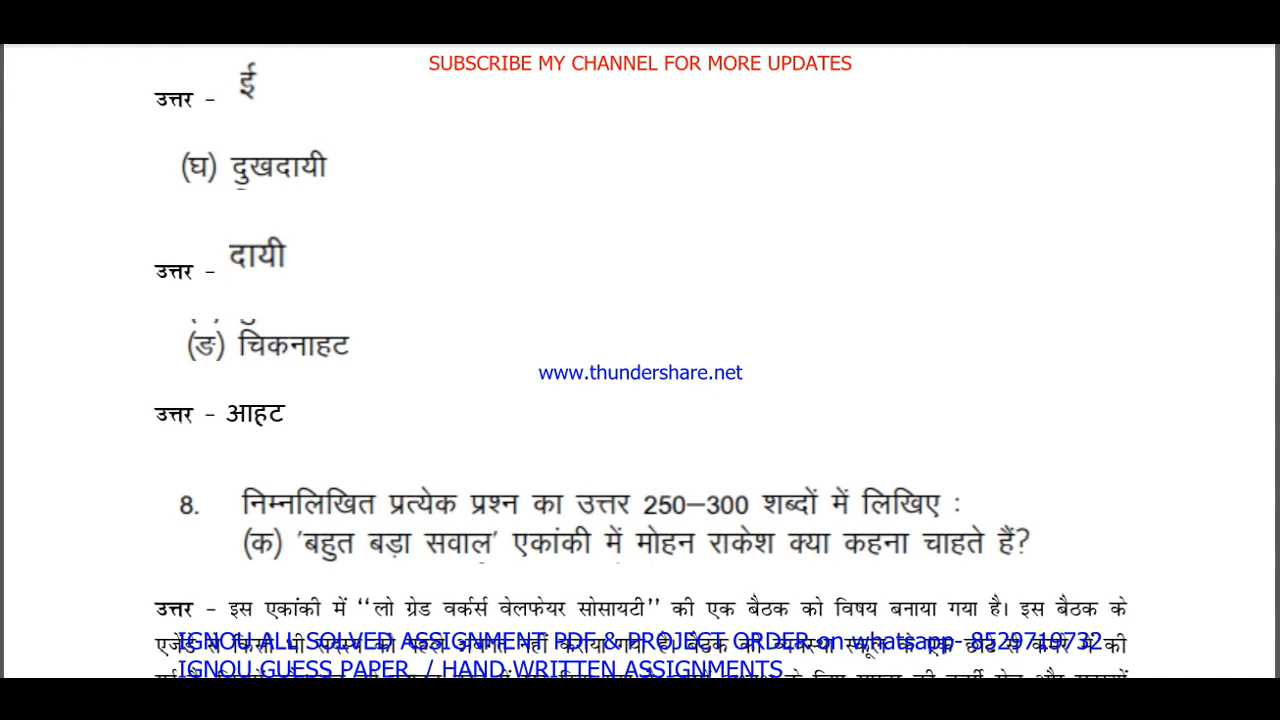 SUBSCRIBE MY CHANNEL FOR MORE UPDATES
उत्तर - ई
(घ) दुखदायी
उत्तर - दायी
(ङ) चिकनाहट
www.thundershare.net
उत्तर - आहट
8. निम्नलिखित प्रत्येक प्रश्न का उत्तर 250–300 शब्दों में लिखिए :
(क) 'बहुत बड़ा सवाल' एकांकी में मोहन राकेश क्या कहना चाहते हैं?
उत्तर - इस एकांकी में “लो ग्रेड वर्कर्स वेलफेयर सोसायटी” की एक बैठक को विषय बनाया गया है। इस बैठक के
IGNOU ALL SOLVED ASSIGNMENT PDF & PROJECT ORDER on whatsapp- 8529719732
IGNOU GUESS PAPER / HAND WRITTEN ASSIGNMENTS